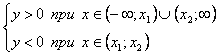 y > 0 при x ∈ (-∞; x₁) ∪ (x₂; ∞)
y < 0 при x ∈ (x₁; x₂)